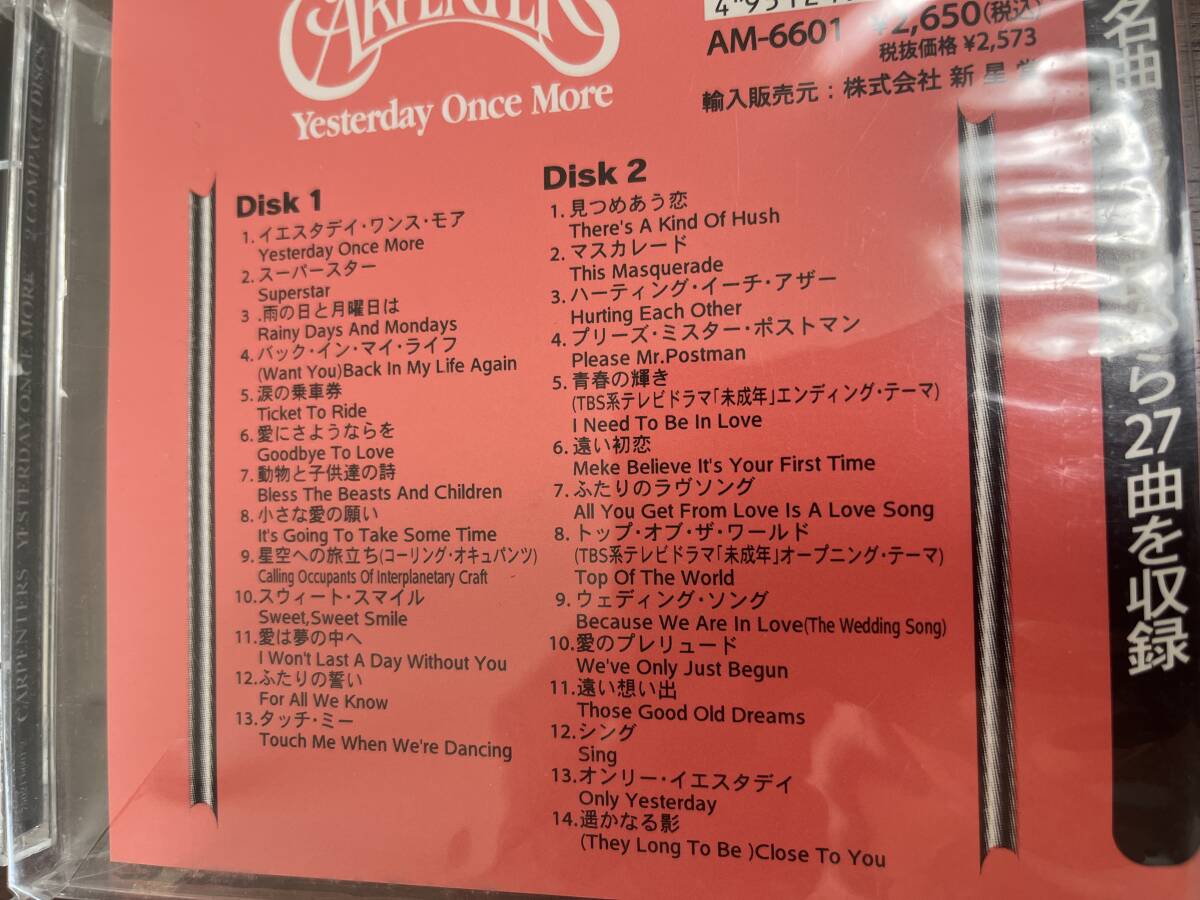 CARPENTERS
Yesterday Once More
AM-6601 ¥2,650(税込)
税抜価格 ¥2,573
輸入販売元：株式会社 新星
Disk 1
1.イエスタデイ・ワンス・モア
Yesterday Once More
2.スーパースター
Superstar
3 .雨の日と月曜日は
Rainy Days And Mondays
4.バック・イン・マイ・ライフ
(Want You)Back In My Life Again
5.涙の乗車券
Ticket To Ride
6.愛にさようならを
Goodbye To Love
7.動物と子供達の詩
Bless The Beasts And Children
8.小さな愛の願い
It's Going To Take Some Time
9.星空への旅立ち(コーリング・オキュパンツ)
Calling Occupants Of Interplanetary Craft
10.スウィート・スマイル
Sweet,Sweet Smile
11.愛は夢の中へ
I Won't Last A Day Without You
12.ふたりの誓い
For All We Know
13.タッチ・ミー
Touch Me When We're Dancing
Disk 2
1.見つめあう恋
There's A Kind Of Hush
2.マスカレード
This Masquerade
3.ハーティング・イーチ・アザー
Hurting Each Other
4.プリーズ・ミスター・ポストマン
Please Mr.Postman
5.青春の輝き
(TBS系テレビドラマ「未成年」エンディング・テーマ)
I Need To Be In Love
6.遠い初恋
Meke Believe It's Your First Time
7.ふたりのラヴソング
All You Get From Love Is A Love Song
8.トップ・オブ・ザ・ワールド
(TBS系テレビドラマ「未成年」オープニング・テーマ)
Top Of The World
9.ウェディング・ソング
Because We Are In Love(The Wedding Song)
10.愛のプレリュード
We've Only Just Begun
11.遠い想い出
Those Good Old Dreams
12.シング
Sing
13.オンリー・イエスタデイ
Only Yesterday
14.遥かなる影
(They Long To Be )Close To You
名曲
ら27曲を収録
CARPENTERS YESTERDAY ONCE MORE 2 COMPACT DISCS